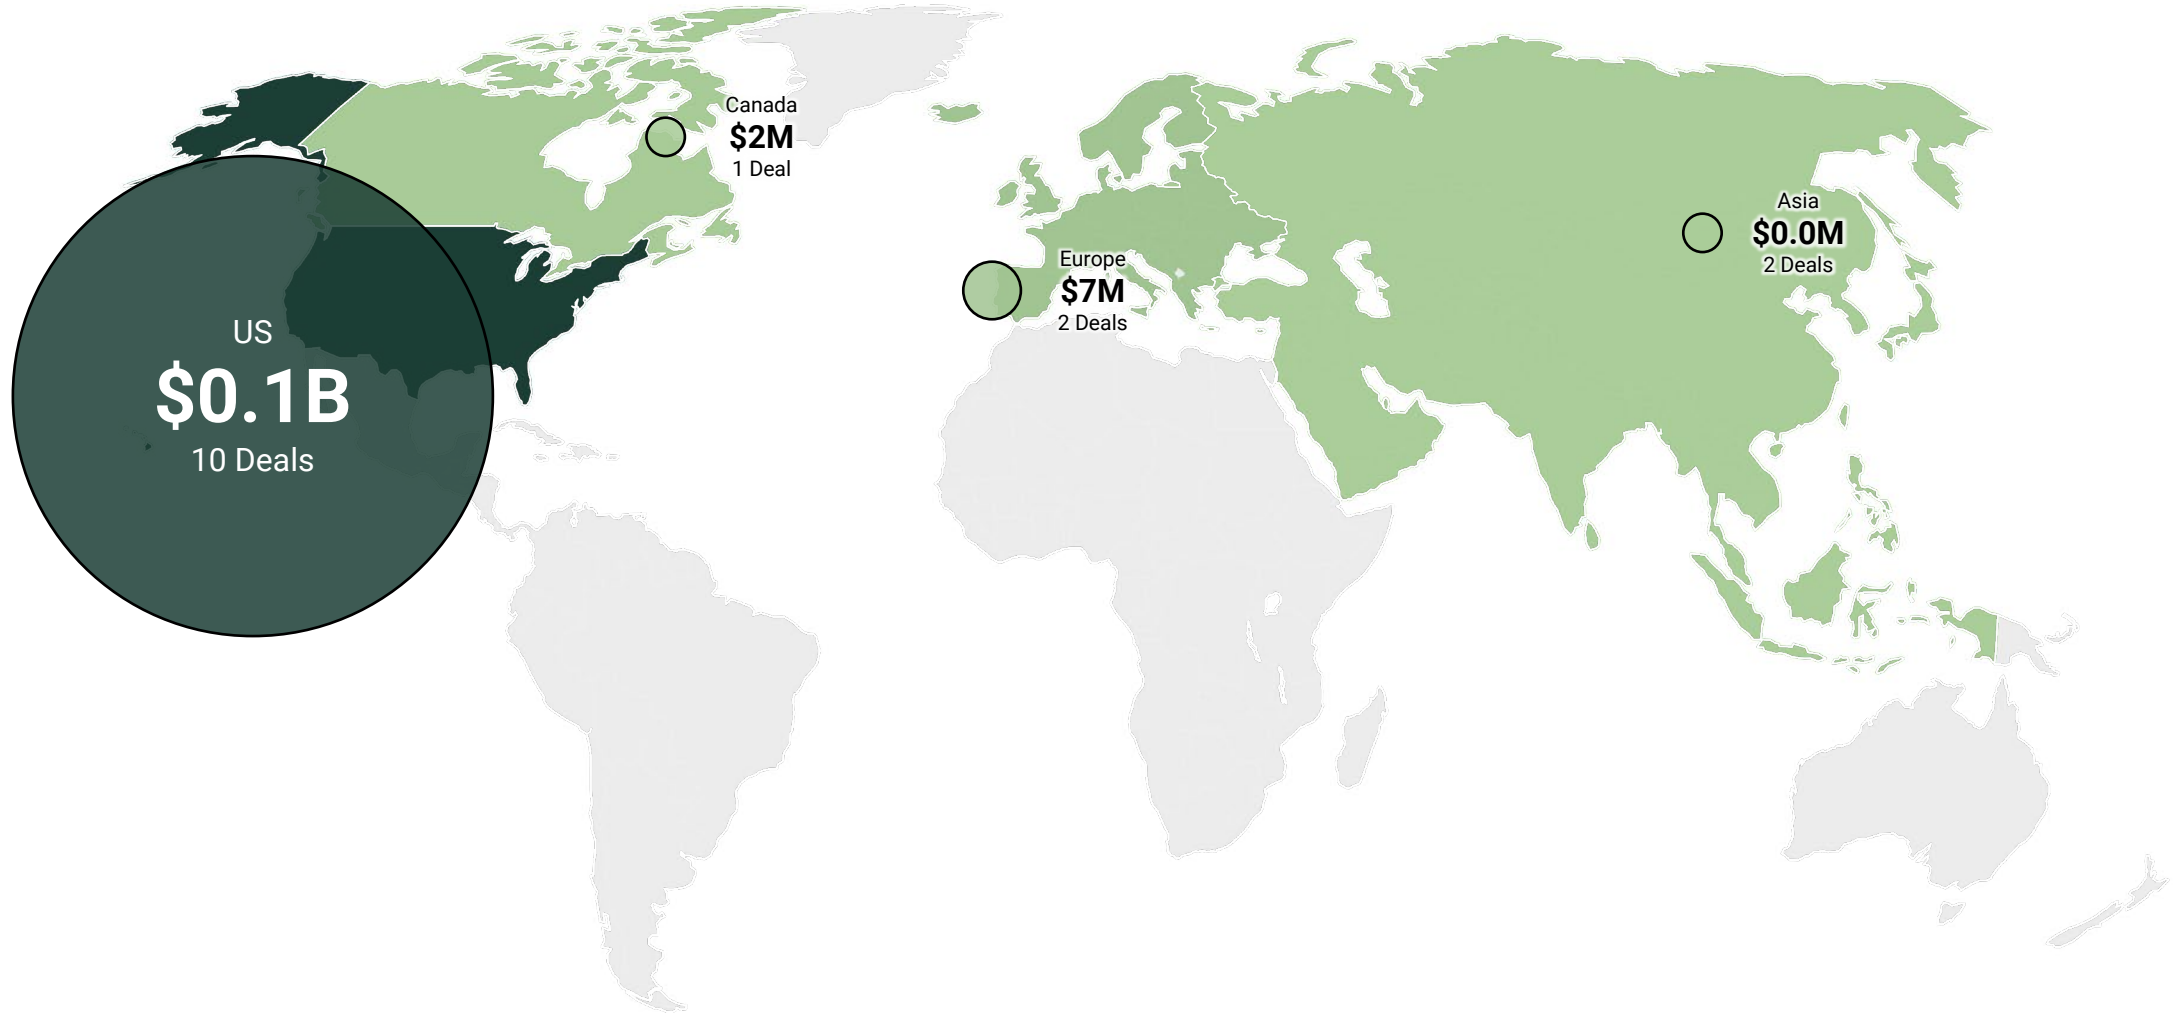 Canada
$2M
1 Deal
Asia
$0.0M
2 Deals
Europe
$7M
2 Deals
US
$0.1B
10 Deals